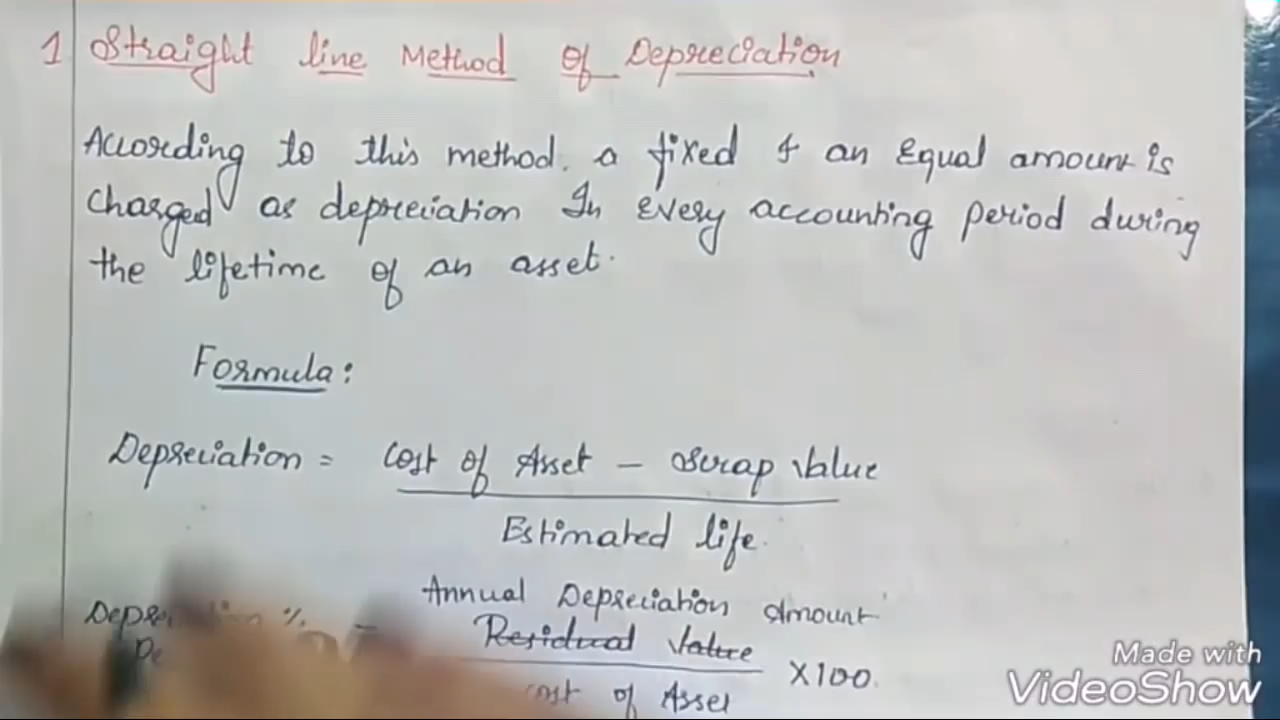 1 Straight line Method Of Depreciation
According to this method. a fixed & an Equal amount is
charged as depreciation In Every accounting period during
the lifetime of an asset.
Formula:
Depreciation = Cost of Asset - Scrap Value
Estimated life.
Annual Depreciation Amount
%
Residual Value
X100.
cost of Asset
Made with
VideoShow